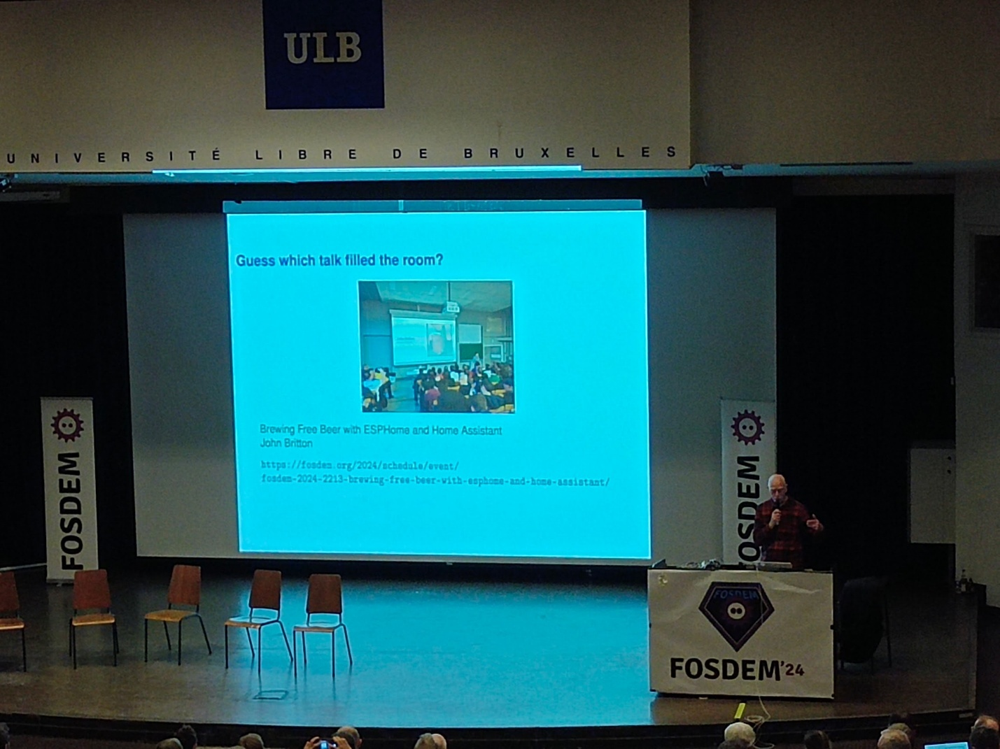 ULB
UNIVERSITÉ LIBRE DE BRUXELLES
Guess which talk filled the room?
Brewing Free Beer with ESPHome and Home Assistant
John Britton
https://fosdem.org/2024/schedule/event/
fosdem-2024-2213-brewing-free-beer-with-esphome-and-home-assistant/
FOSDEM
FOSDEM
FOSDEM
FOSDEM'24